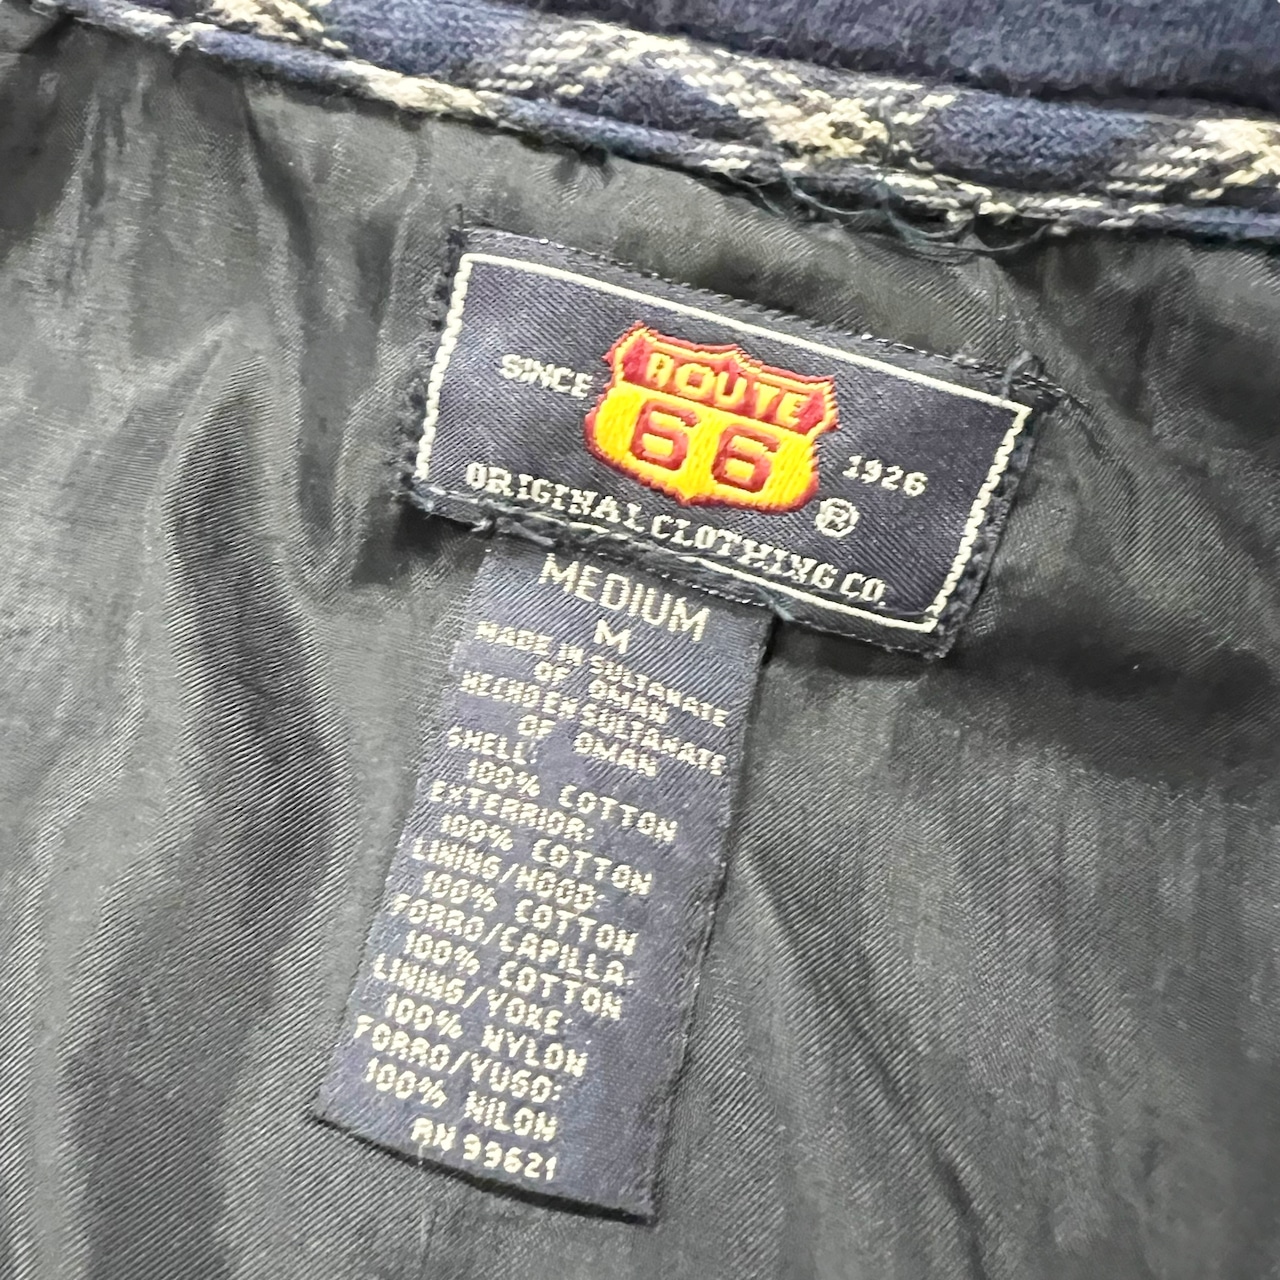 SINCE
ROUTE
66
1926
®
ORIGINAL CLOTHING CO.
MEDIUM
M
MADE IN SULTANATE
OF OMAN
HECHO EN SULTANATE
OF OMAN
SHELL:
100% COTTON
EXTERRIOR:
100% COTTON
LINING/HOOD:
100% COTTON
FORRO/CAPILLA:
100% COTTON
LINING/YOKE:
100% NYLON
FORRO/YUGO:
100% NILON
RN 99621